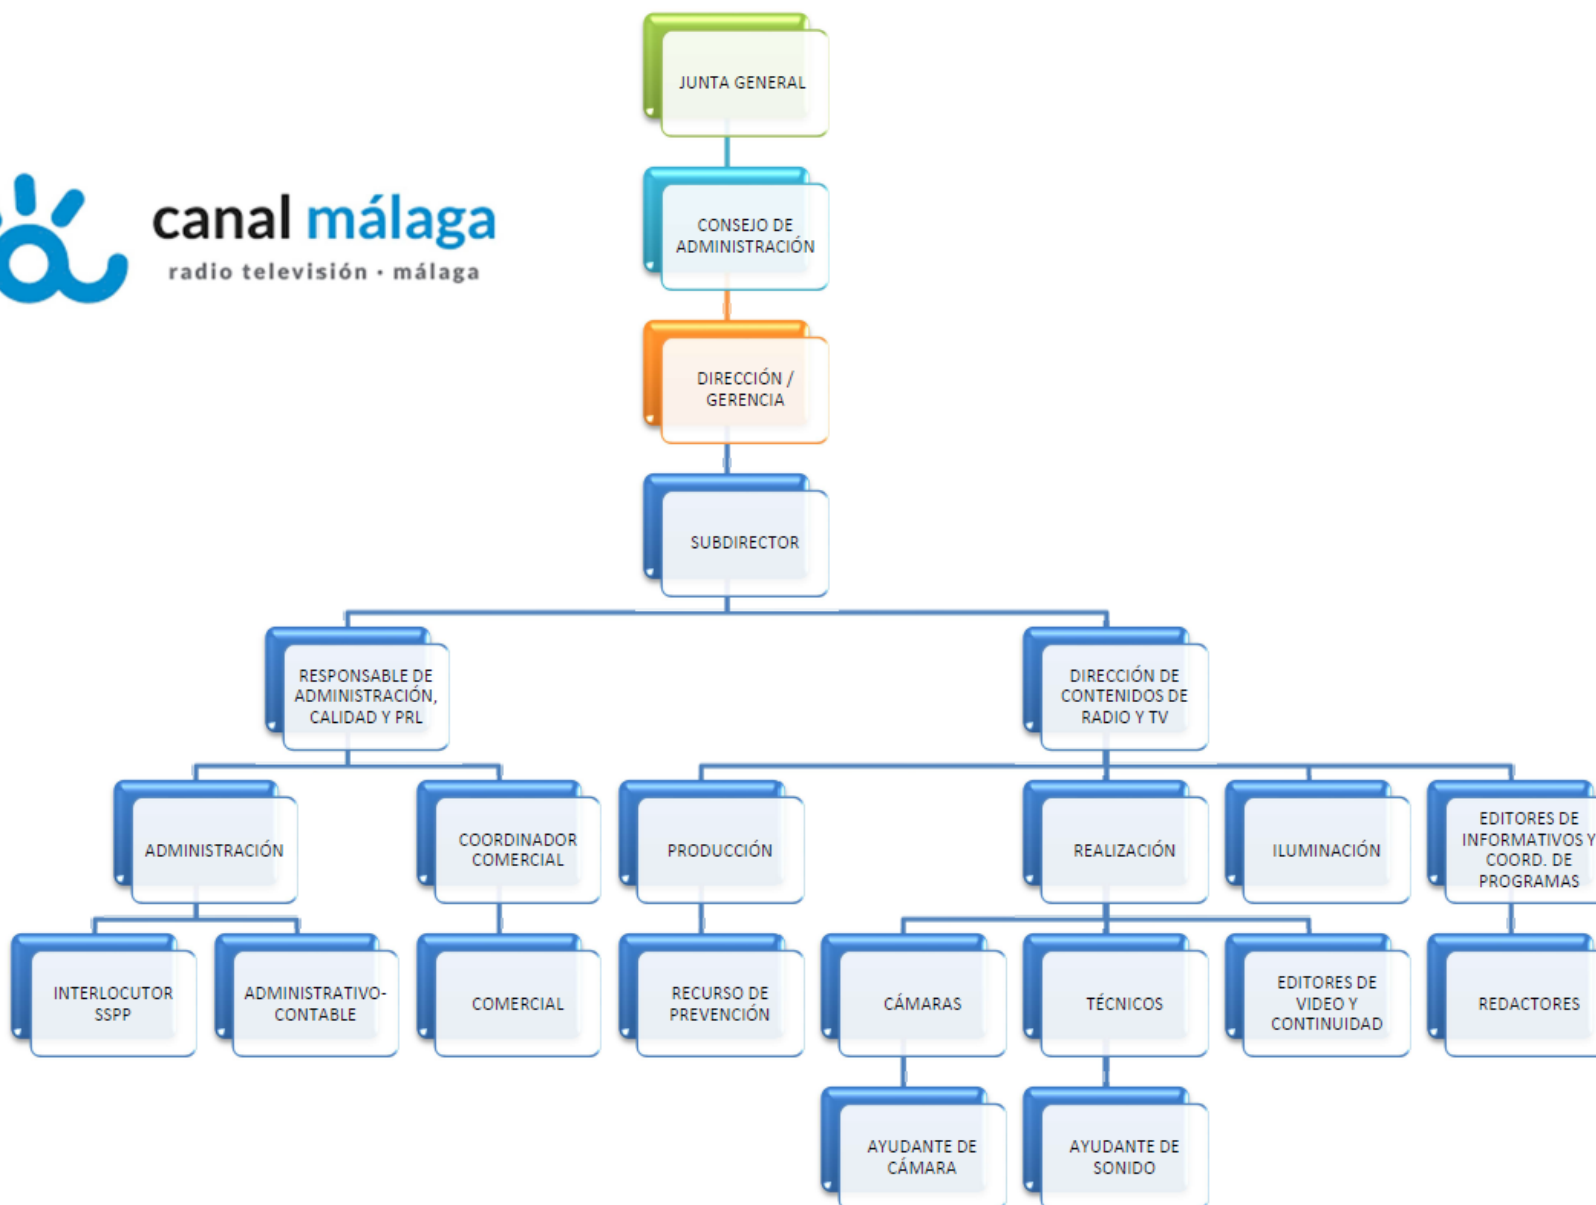 JUNTA GENERAL
canal málaga
radio televisión · málaga
CONSEJO DE
ADMINISTRACIÓN
DIRECCIÓN /
GERENCIA
SUBDIRECTOR
RESPONSABLE DE
ADMINISTRACIÓN,
CALIDAD Y PRL
DIRECCIÓN DE
CONTENIDOS DE
RADIO Y TV
ADMINISTRACIÓN
COORDINADOR
COMERCIAL
PRODUCCIÓN
REALIZACIÓN
ILUMINACIÓN
EDITORES DE
INFORMATIVOS Y
COORD. DE
PROGRAMAS
INTERLOCUTOR
SSPP
ADMINISTRATIVO-
CONTABLE
COMERCIAL
RECURSO DE
PREVENCIÓN
CÁMARAS
TÉCNICOS
EDITORES DE
VIDEO Y
CONTINUIDAD
REDACTORES
AYUDANTE DE
CÁMARA
AYUDANTE DE
SONIDO